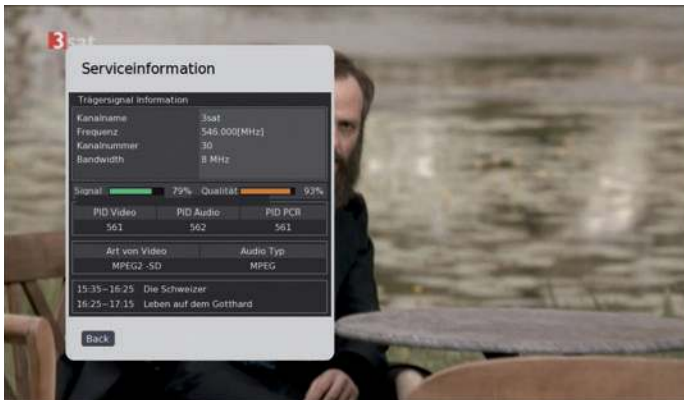 3sat
Serviceinformation
Trägersignal Information
Kanalname 3sat
Frequenz 546.000[MHz]
Kanalnummer 30
Bandwidth 8 MHz
Signal 79% Qualität 93%
PID Video PID Audio PID PCR
561 562 561
Art von Video Audio Typ
MPEG2 -SD MPEG
15:35~16:25 Die Schweizer
16:25~17:15 Leben auf dem Gotthard
Back